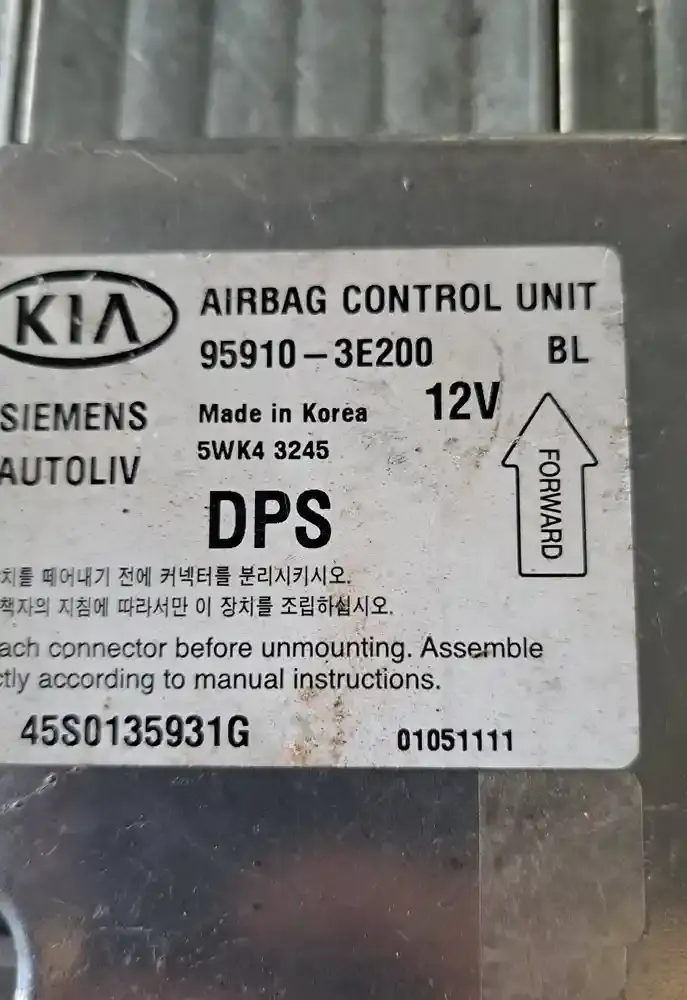 KIA
AIRBAG CONTROL UNIT
95910-3E200 BL
SIEMENS
AUTOLIV
Made in Korea
12V
5WK4 3245
FORWARD
DPS
치를 떼어내기 전에 커넥터를 분리시키시오.
책자의 지침에 따라서만 이 장치를 조립하십시오.
ach connector before unmounting. Assemble
ctly according to manual instructions.
45S0135931G
01051111